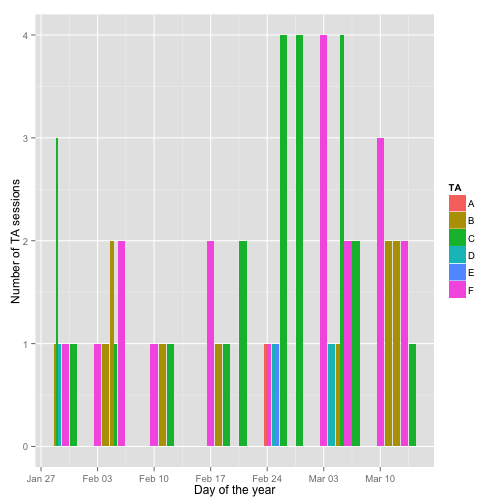 4
3
2
1
0
Number of TA sessions
Jan 27 Feb 03 Feb 10 Feb 17 Feb 24 Mar 03 Mar 10
Day of the year
TA
A
B
C
D
E
F